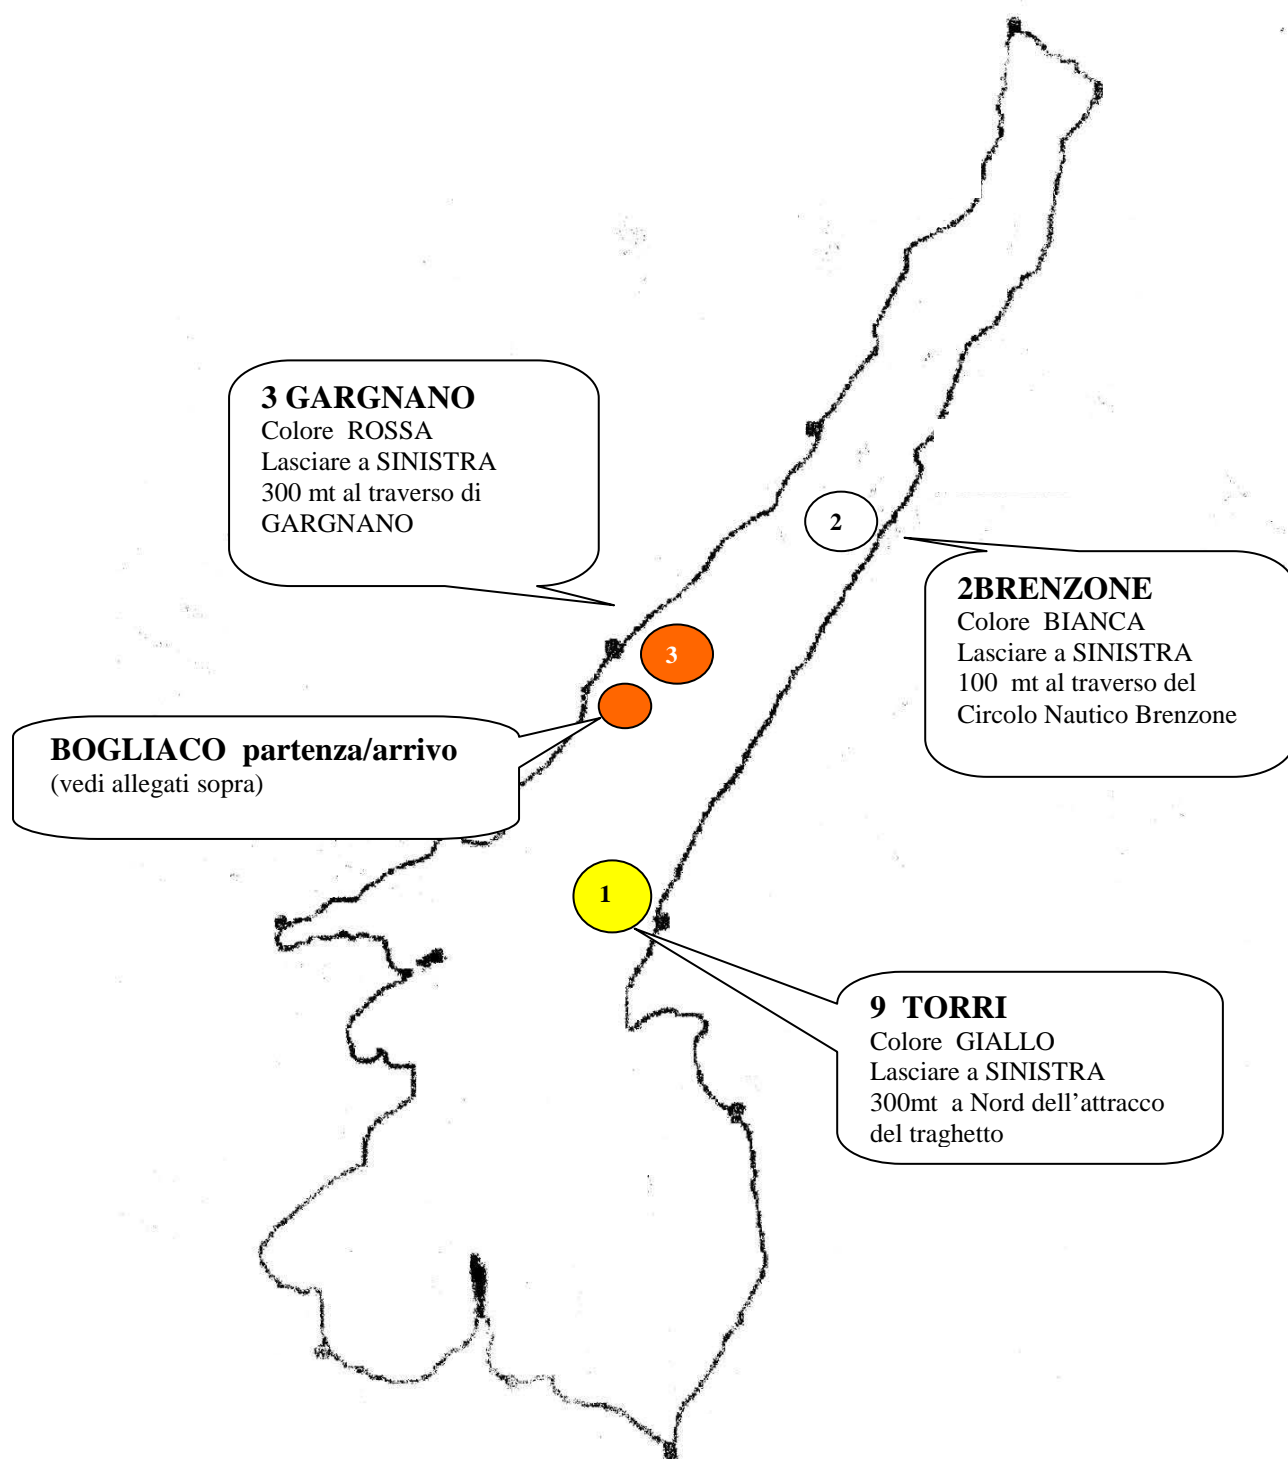 3 GARGNANO
Colore ROSSA
Lasciare a SINISTRA
300 mt al traverso di
GARGNANO
2
2BRENZONE
Colore BIANCA
Lasciare a SINISTRA
100 mt al traverso del
Circolo Nautico Brenzone
3
BOGLIACO partenza/arrivo
(vedi allegati sopra)
1
9 TORRI
Colore GIALLO
Lasciare a SINISTRA
300mt a Nord dell’attracco
del traghetto